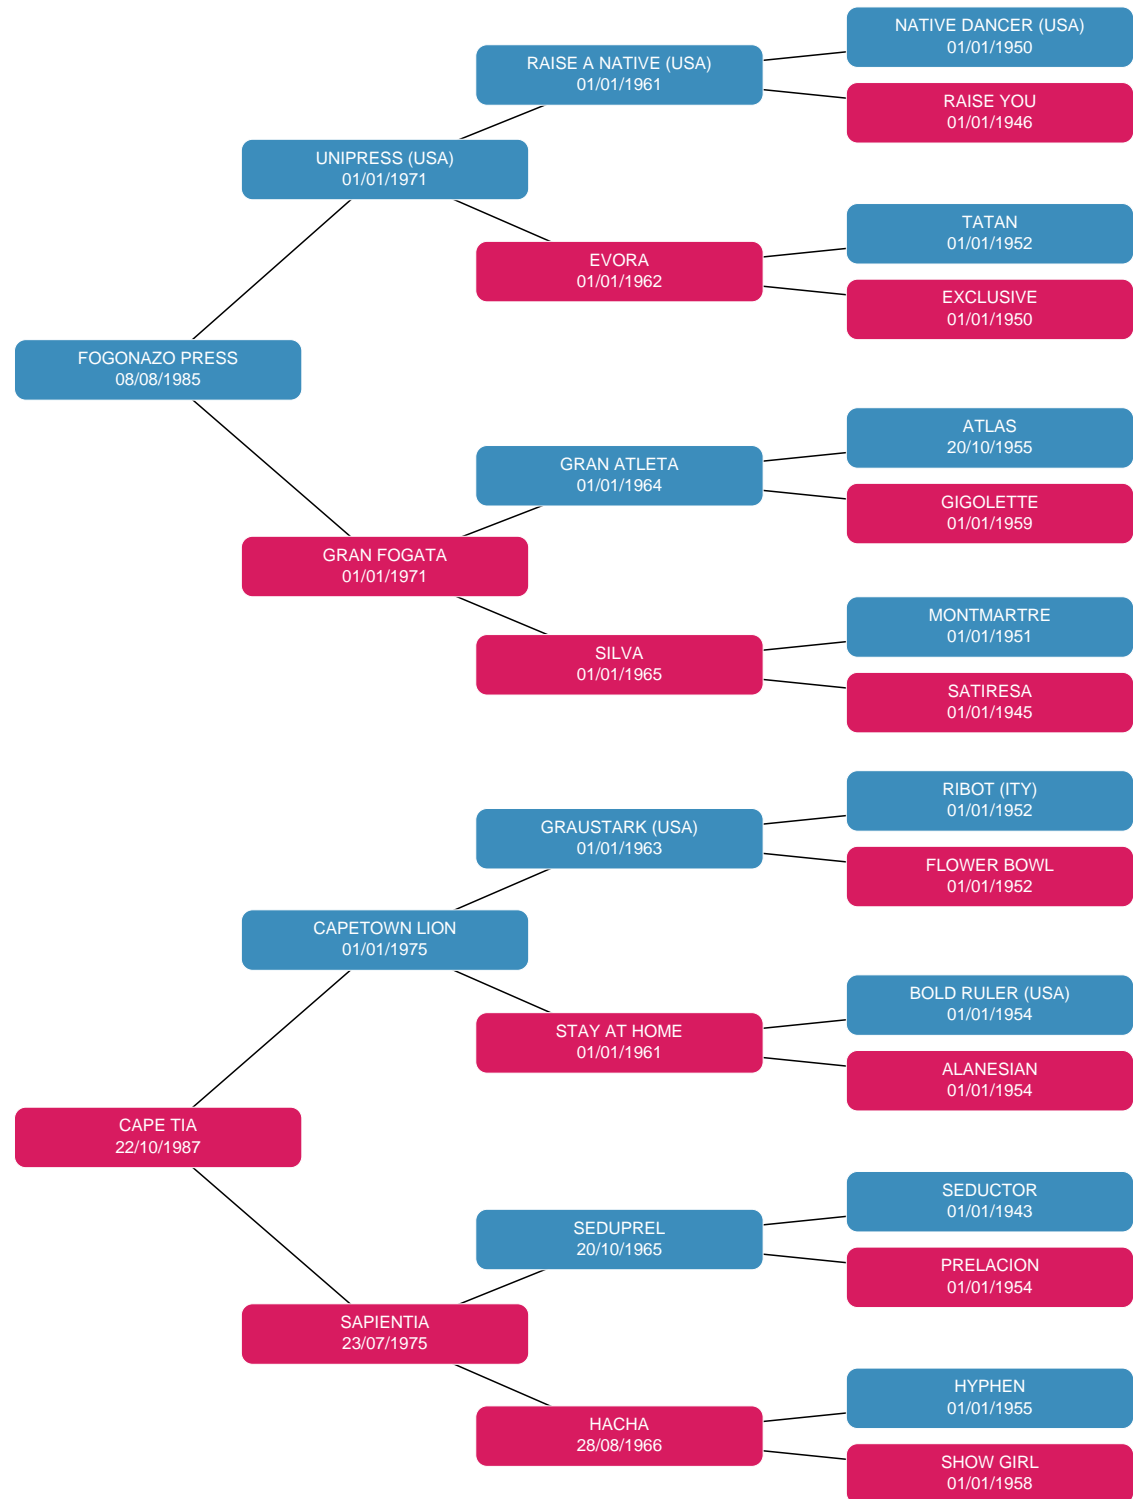 NATIVE DANCER (USA)
01/01/1950
RAISE A NATIVE (USA)
01/01/1961
RAISE YOU
01/01/1946
UNIPRESS (USA)
01/01/1971
TATAN
01/01/1952
EVORA
01/01/1962
EXCLUSIVE
01/01/1950
FOGONAZO PRESS
08/08/1985
ATLAS
20/10/1955
GRAN ATLETA
01/01/1964
GIGOLETTE
01/01/1959
GRAN FOGATA
01/01/1971
MONTMARTRE
01/01/1951
SILVA
01/01/1965
SATIRESA
01/01/1945
RIBOT (ITY)
01/01/1952
GRAUSTARK (USA)
01/01/1963
FLOWER BOWL
01/01/1952
CAPETOWN LION
01/01/1975
BOLD RULER (USA)
01/01/1954
STAY AT HOME
01/01/1961
ALANESIAN
01/01/1954
CAPE TIA
22/10/1987
SEDUCTOR
01/01/1943
SEDUPREL
20/10/1965
PRELACION
01/01/1954
SAPIENTIA
23/07/1975
HYPHEN
01/01/1955
HACHA
28/08/1966
SHOW GIRL
01/01/1958